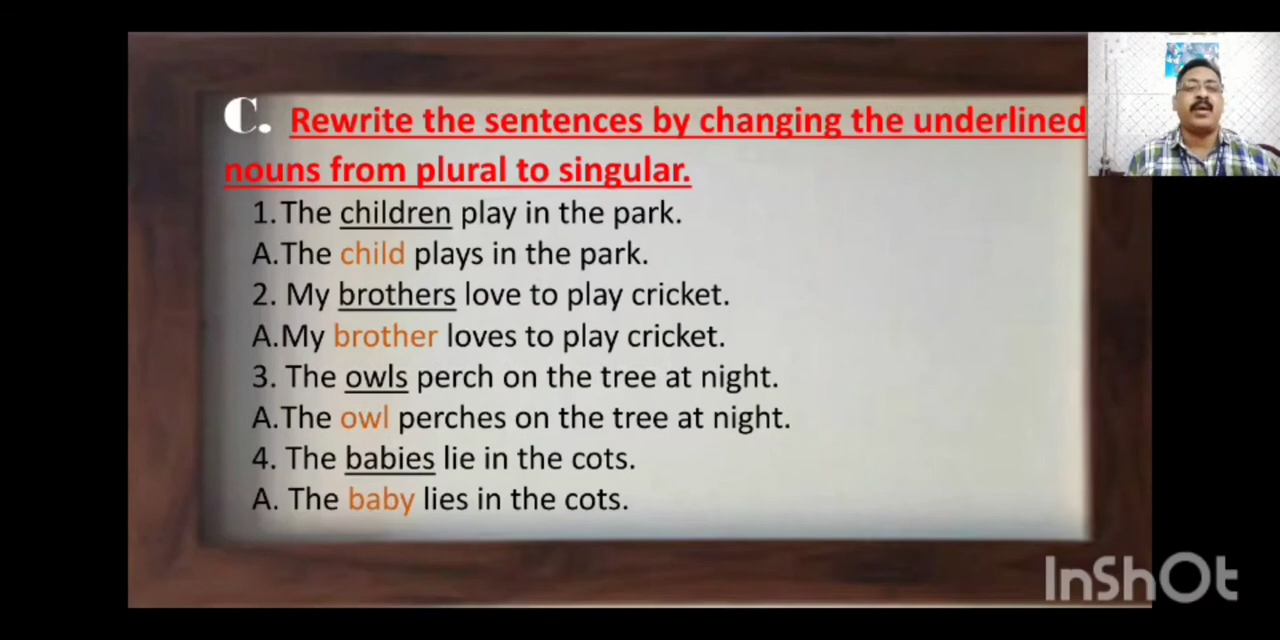 C. Rewrite the sentences by changing the underlined
nouns from plural to singular.
1. The children play in the park.
A.The child plays in the park.
2. My brothers love to play cricket.
A.My brother loves to play cricket.
3. The owls perch on the tree at night.
A.The owl perches on the tree at night.
4. The babies lie in the cots.
A. The baby lies in the cots.
InShOt